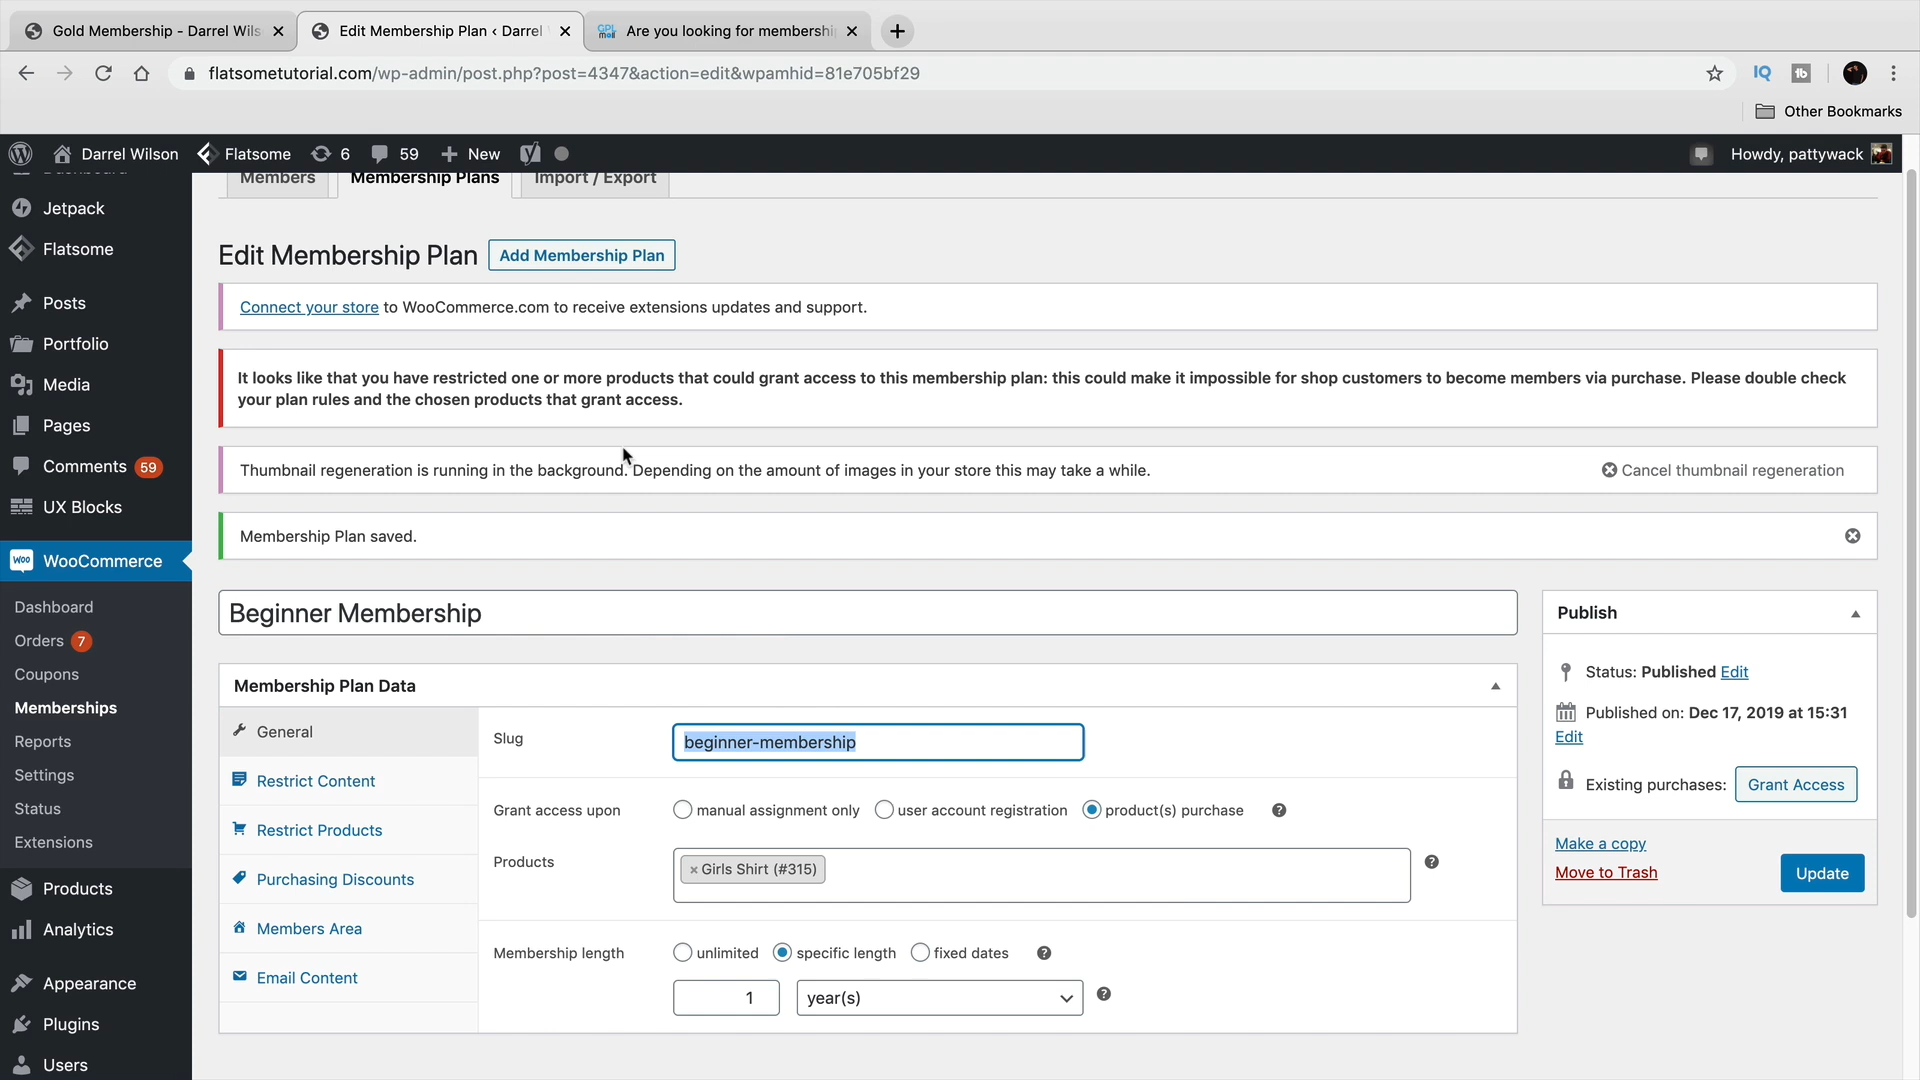 Gold Membership - Darrel Wils
Edit Membership Plan ‹ Darrel
GPL mall
Are you looking for membershi
flatsometutorial.com/wp-admin/post.php?post=4347&action=edit&wpamhid=81e705bf29
IQ
tb
Other Bookmarks
Darrel Wilson
Flatsome
6
59
New
Howdy, pattywack
Dashboard
Jetpack
Flatsome
Posts
Portfolio
Media
Pages
Comments 59
UX Blocks
Woo WooCommerce
Dashboard
Orders 7
Coupons
Memberships
Reports
Settings
Status
Extensions
Products
Analytics
Appearance
Plugins
Users
Members
Membership Plans
Import / Export
Edit Membership Plan
Add Membership Plan
Connect your store to WooCommerce.com to receive extensions updates and support.
It looks like that you have restricted one or more products that could grant access to this membership plan: this could make it impossible for shop customers to become members via purchase. Please double check
your plan rules and the chosen products that grant access.
Thumbnail regeneration is running in the background. Depending on the amount of images in your store this may take a while.
Cancel thumbnail regeneration
Membership Plan saved.
Beginner Membership
Membership Plan Data
General
Restrict Content
Restrict Products
Purchasing Discounts
Members Area
Email Content
Slug
beginner-membership
Grant access upon
manual assignment only
user account registration
product(s) purchase
?
Products
× Girls Shirt (#315)
?
Membership length
unlimited
specific length
fixed dates
?
1
year(s)
?
Publish
Status: Published Edit
Published on: Dec 17, 2019 at 15:31
Edit
Existing purchases:
Grant Access
Make a copy
Move to Trash
Update